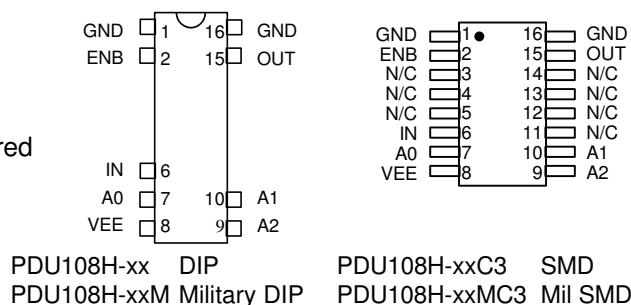 GND 1 16 GND
ENB 2 15 OUT
IN 6
A0 7 10 A1
VEE 8 9 A2
GND 1 16 GND
ENB 2 15 OUT
N/C 3 14 N/C
N/C 4 13 N/C
N/C 5 12 N/C
IN 6 11 N/C
A0 7 10 A1
VEE 8 9 A2
PDU108H-xx DIP
PDU108H-xxM Military DIP
PDU108H-xxC3 SMD
PDU108H-xxMC3 Mil SMD